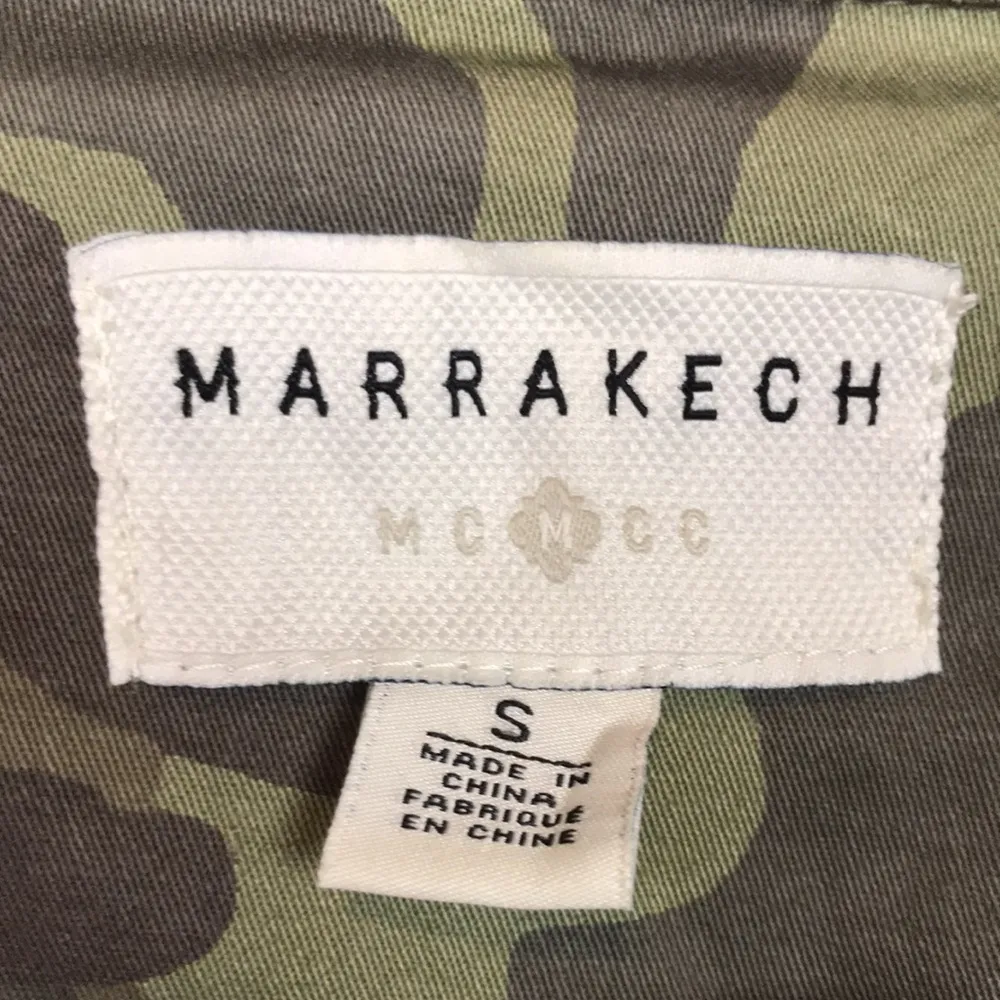 MARRAKECH
MC M CC
S
MADE IN
CHINA
FABRIQUÉ
EN CHINE